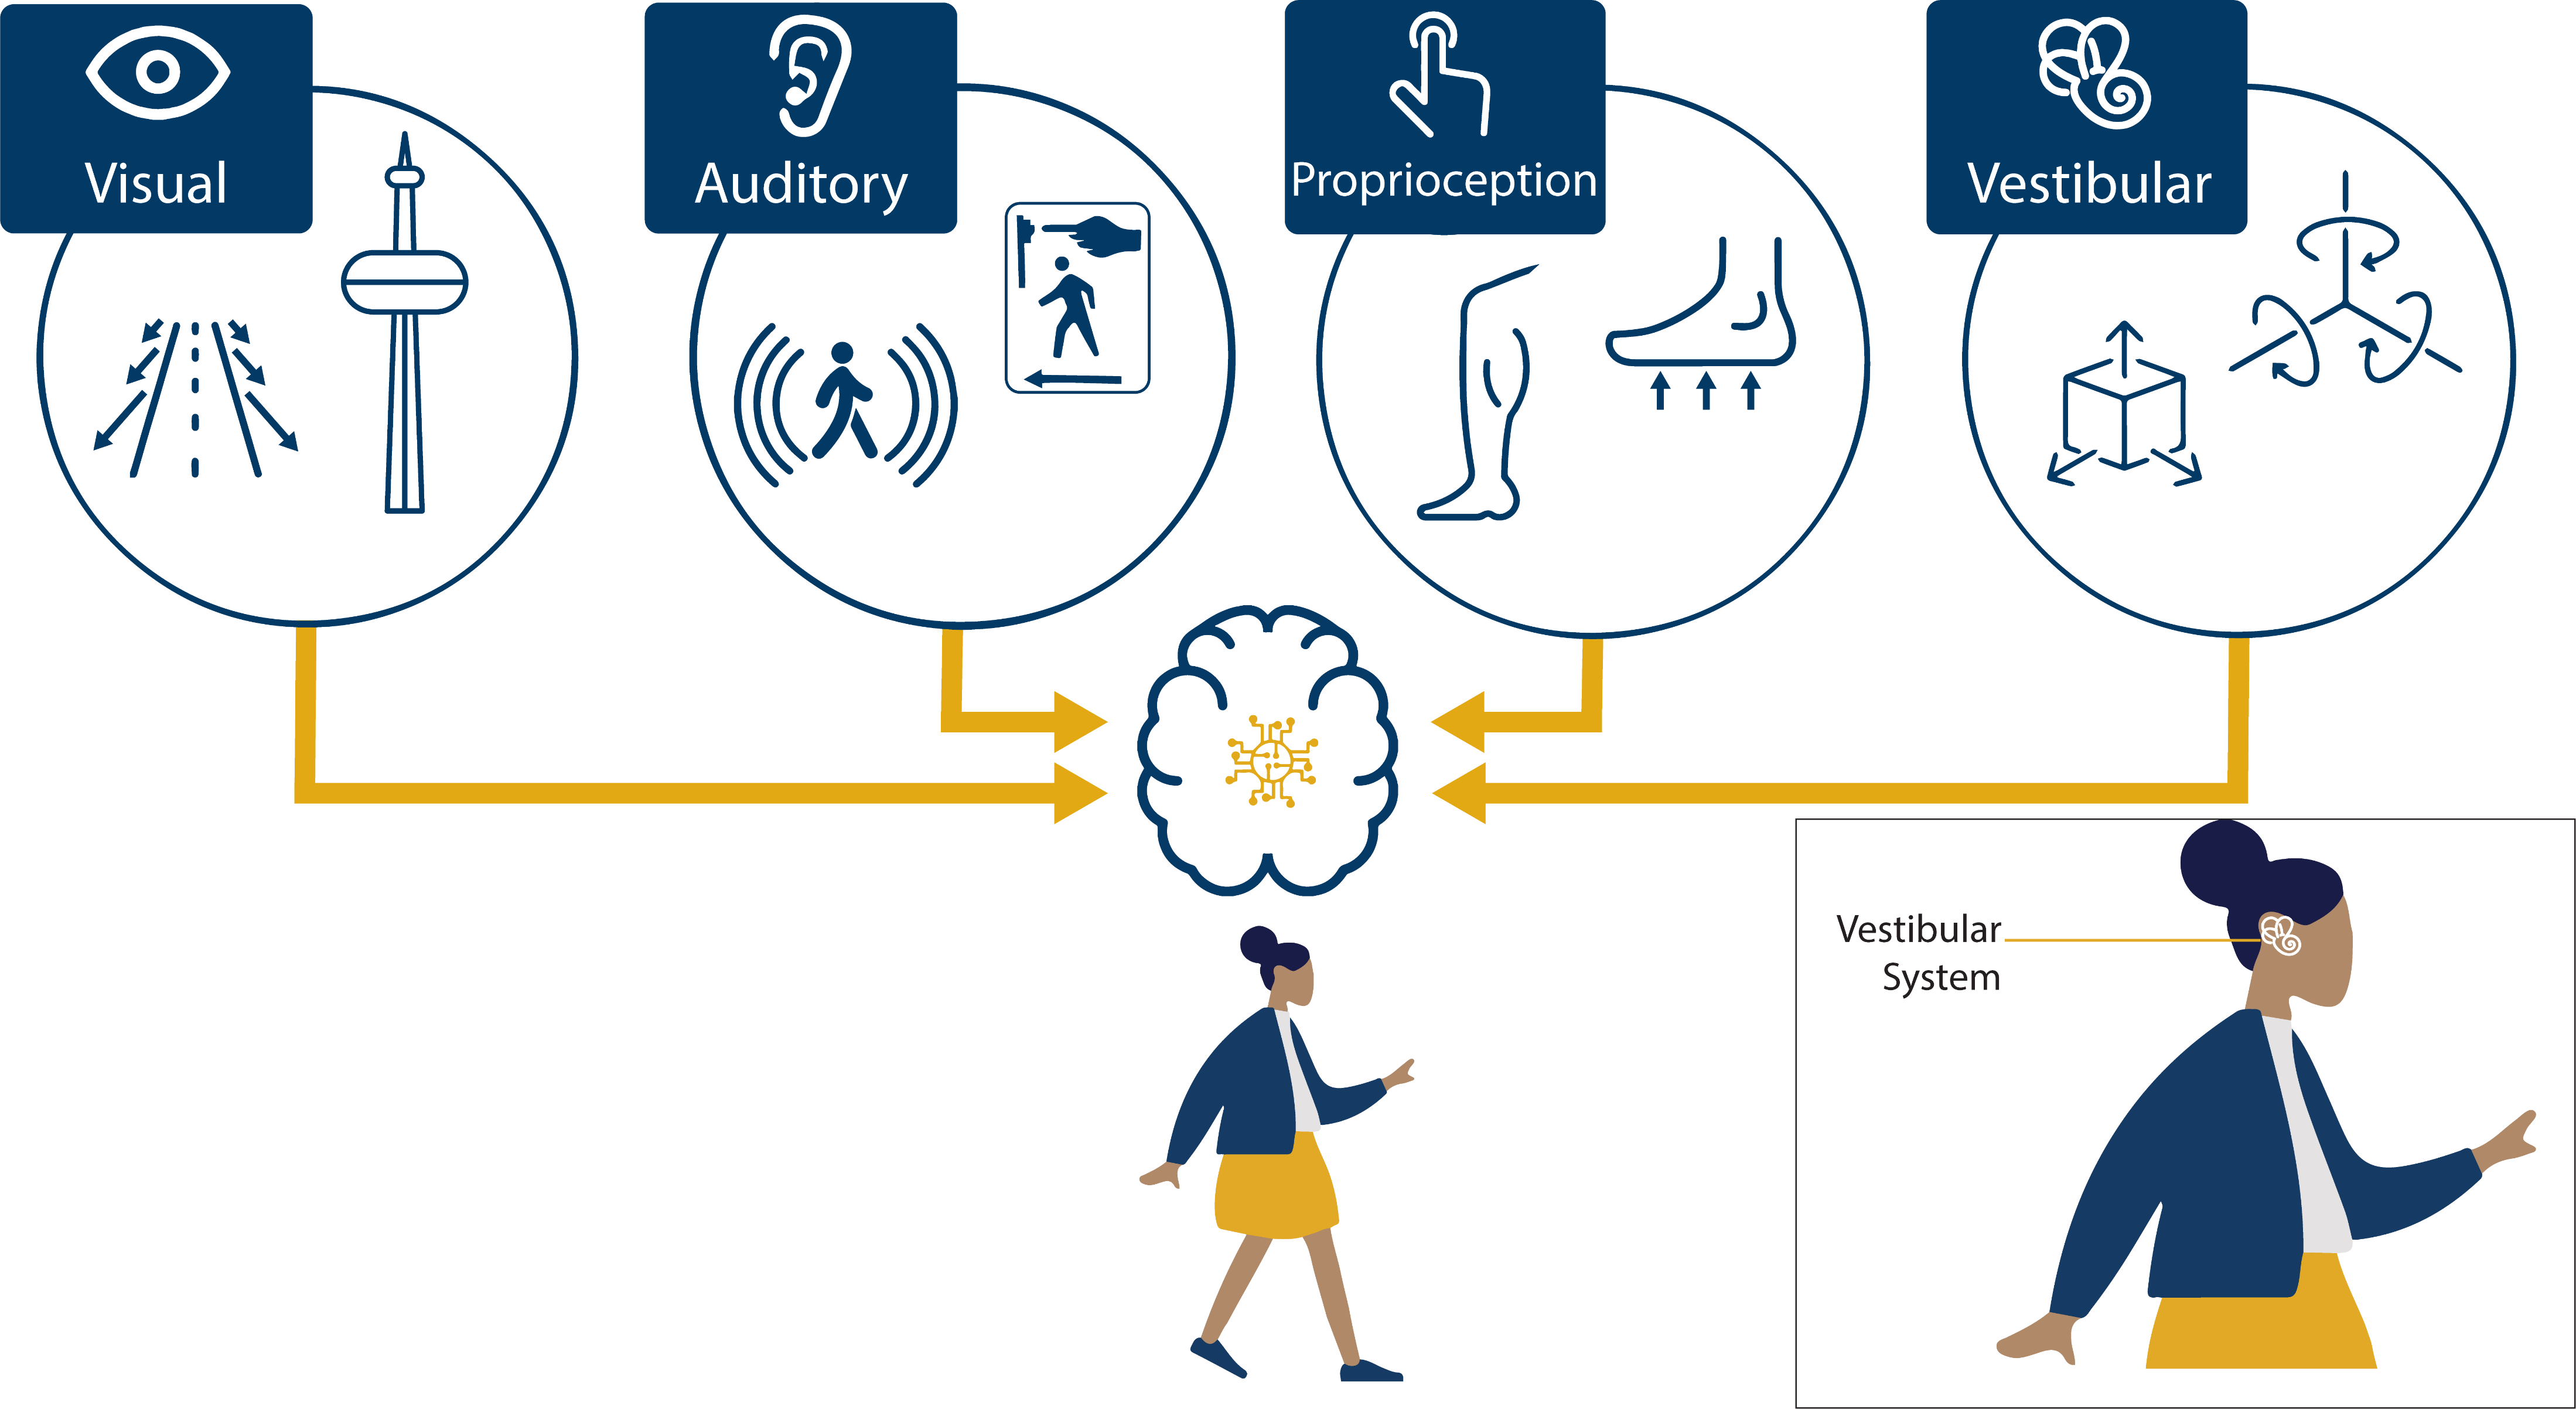 Visual
Auditory
Proprioception
Vestibular
Vestibular
System